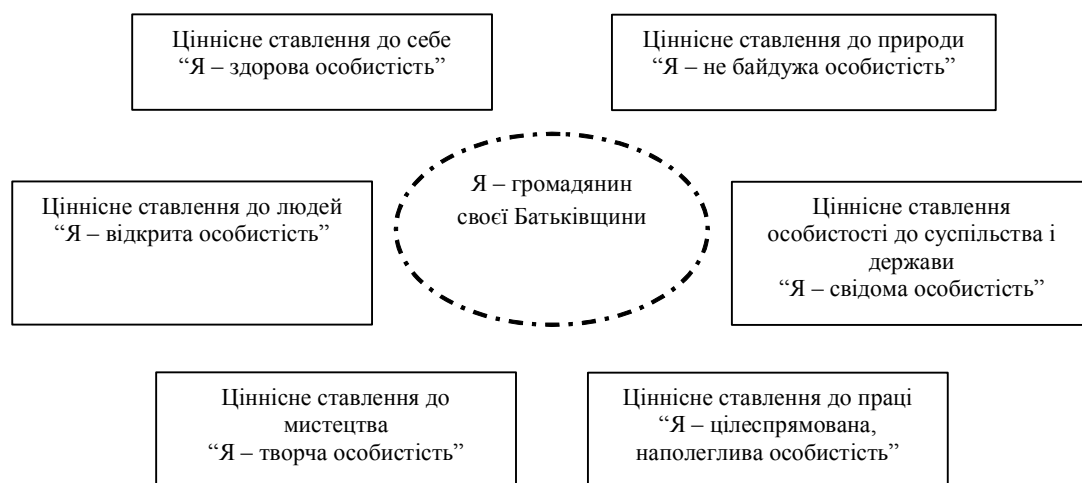 Ціннісне ставлення до себе
“Я – здорова особистість”
Ціннісне ставлення до природи
“Я – не байдужа особистість”
Я – громадянин
своєї Батьківщини
Ціннісне ставлення до людей
“Я – відкрита особистість”
Ціннісне ставлення
особистості до суспільства і
держави
“Я – свідома особистість”
Ціннісне ставлення до
мистецтва
“Я – творча особистість”
Ціннісне ставлення до праці
“Я – цілеспрямована,
наполеглива особистість”